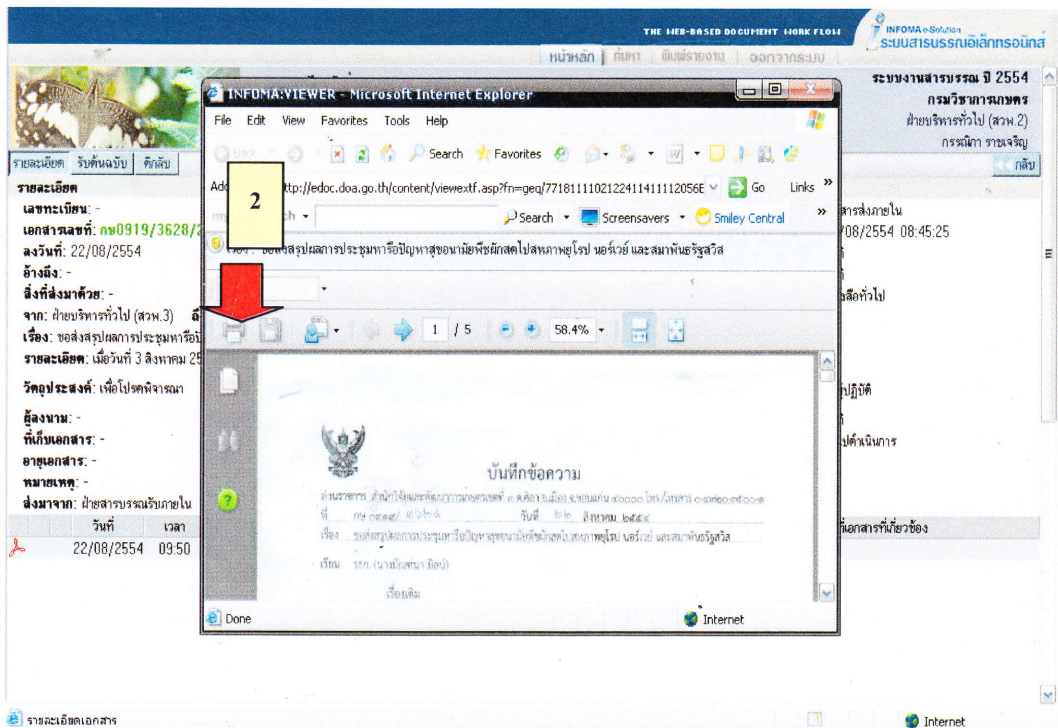 THE WEB-BASED DOCUMENT WORK FLOW
INFOMA e-Solution
ระบบสารบรรณอิเล็กทรอนิกส์
หน้าหลัก | ค้นหา | พิมพ์รายงาน | ออกจากระบบ
ระบบงานสารบรรณ ปี 2554
กรมวิชาการเกษตร
ฝ่ายบริหารทั่วไป (สวพ.2)
กรรณิกา ราชเจริญ
รายละเอียด รับต้นฉบับ ตีกลับ
กลับ
รายละเอียด
เลขทะเบียน: -
เอกสารเลขที่: กษ0919/3628/2
ลงวันที่: 22/08/2554
อ้างถึง: -
สิ่งที่ส่งมาด้วย: -
จาก: ฝ่ายบริหารทั่วไป (สวพ.3)
เรื่อง: ขอส่งสรุปผลการประชุมหารือปั
รายละเอียด: เมื่อวันที่ 3 สิงหาคม 25
วัตถุประสงค์: เพื่อโปรดพิจารณา
ผู้ลงนาม: -
ที่เก็บเอกสาร: -
อายุเอกสาร: -
หมายเหตุ: -
ส่งมาจาก: ฝ่ายสารบรรณรับภายใน
วันที่ เวลา
22/08/2554 09:50
INFOMA:VIEWER - Microsoft Internet Explorer
File Edit View Favorites Tools Help
Back Search Favorites
ttp://edoc.doa.go.th/content/viewextf.asp?fn=geq/7718111102122411411112056E Go Links
2
Search Screensavers Smiley Central
เรื่อง: ขอส่งสรุปผลการประชุมหารือปัญหาสุขอนามัยพืชผักสดไปสหภาพยุโรป นอร์เวย์ และสมาพันธรัฐสวิส
1 / 5 58.4%
บันทึกข้อความ
วันที่ ๒๒ สิงหาคม ๒๕๕๔
เรื่อง ขอส่งสรุปผลการประชุมหารือปัญหาสุขอนามัยพืชผักสดไปสหภาพยุโรป นอร์เวย์ และสมาพันธรัฐสวิส
เรียน
เรื่องเดิม
Done Internet
สารส่งภายใน
/08/2554 08:45:25
สือทั่วไป
ปฏิบัติ
ปดำเนินการ
เอกสารที่เกี่ยวข้อง
รายละเอียดเอกสาร
Internet